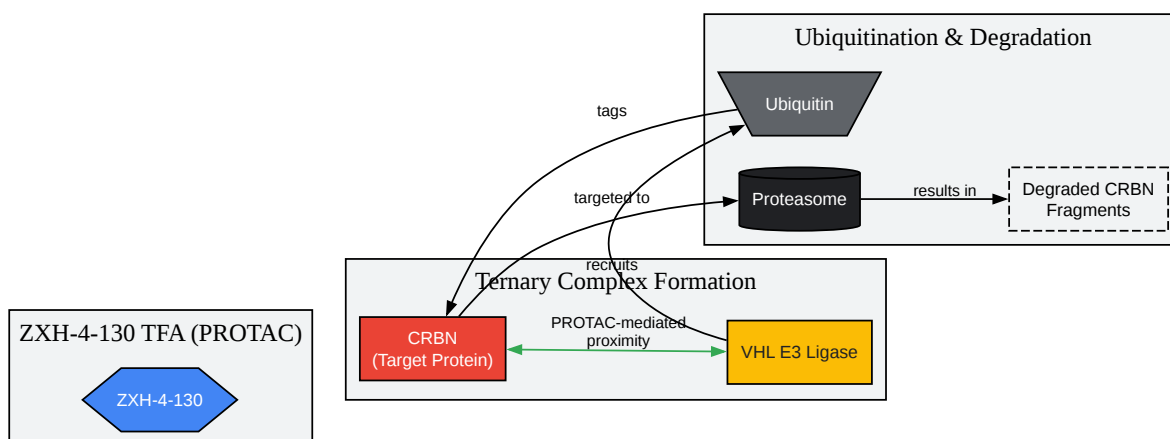 Ubiquitination & Degradation
Ubiquitin
tags
targeted to
Proteasome
results in
Degraded CRBN
Fragments
recruits
Ternary Complex Formation
PROTAC-mediated
proximity
CRBN
(Target Protein)
VHL E3 Ligase
ZXH-4-130 TFA (PROTAC)
ZXH-4-130